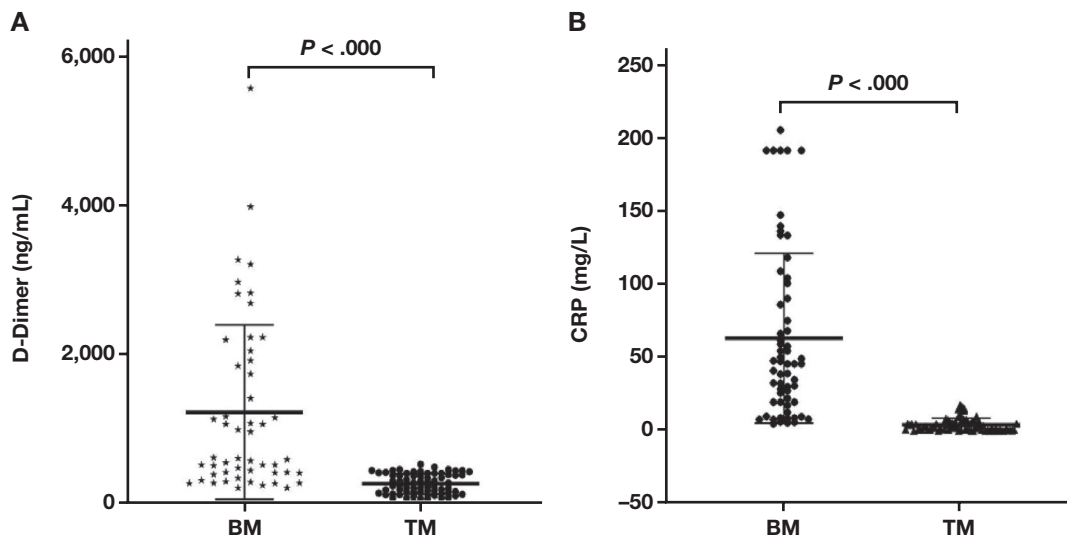 A
P < .000
6,000
4,000
2,000
0
D-Dimer (ng/mL)
BM TM
B
P < .000
250
200
150
100
50
0
–50
CRP (mg/L)
BM TM